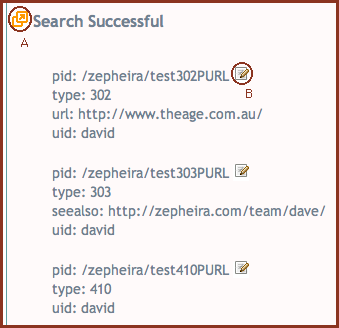 Search Successful
A
pid: /zepheira/test302PURL
B
type: 302
url: http://www.theage.com.au/
uid: david
pid: /zepheira/test303PURL
type: 303
seealso: http://zepheira.com/team/dave/
uid: david
pid: /zepheira/test410PURL
type: 410
uid: david